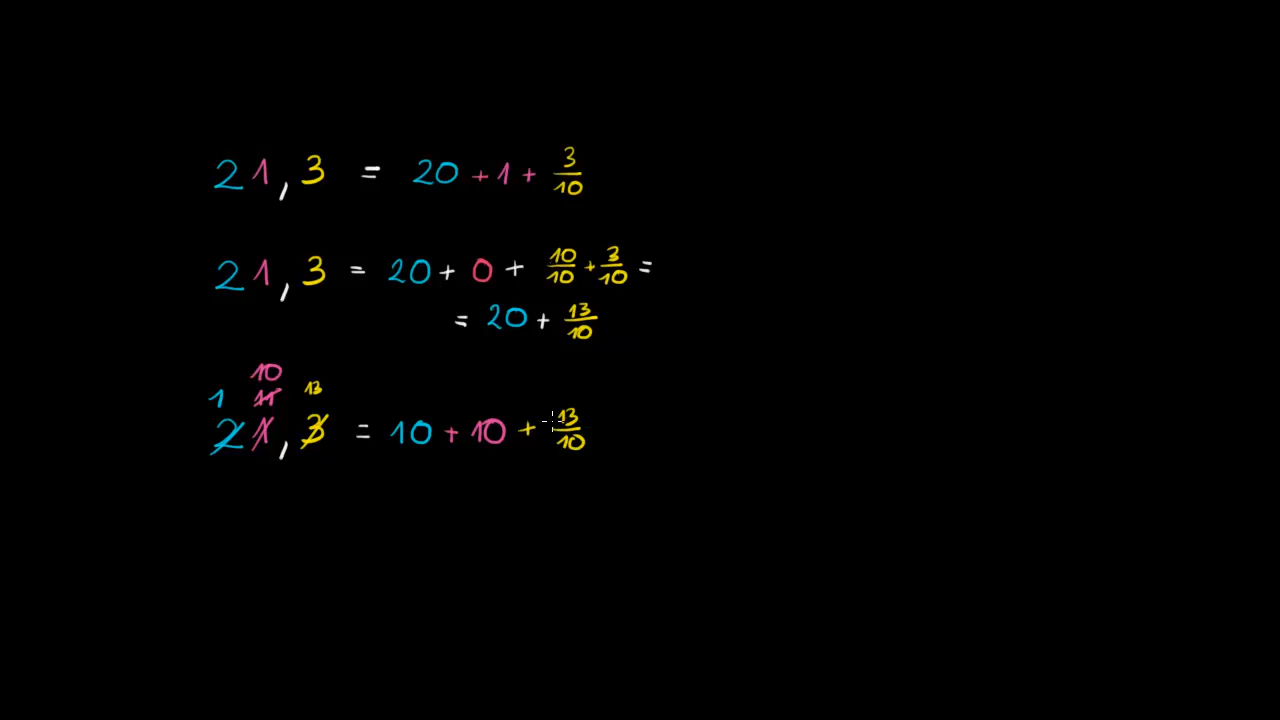 21,3 = 20 + 1 + 3/10
21,3 = 20 + 0 + 10/10 + 3/10 =
= 20 + 13/10
10
1 11 13
21,3 = 10 + 10 + 13/10